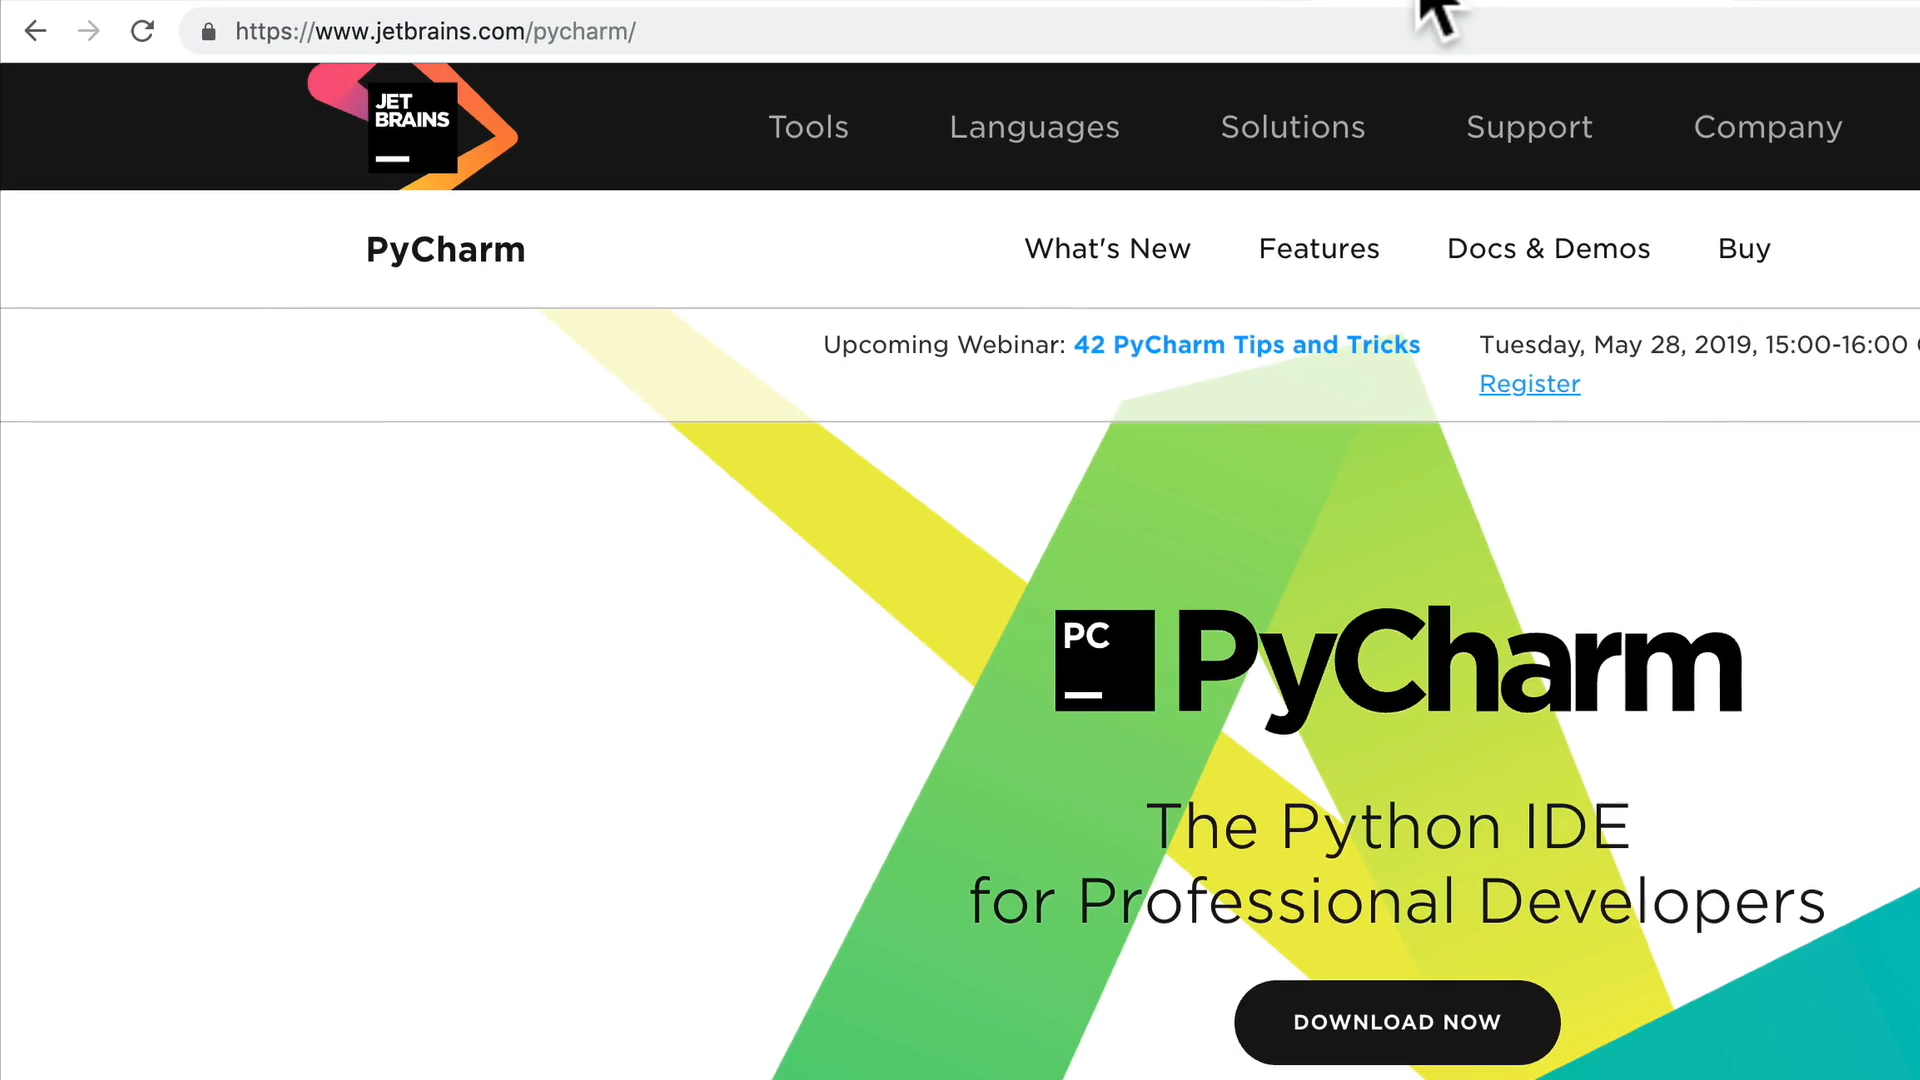 https://www.jetbrains.com/pycharm/
JET
BRAINS
Tools Languages Solutions Support Company
PyCharm What's New Features Docs & Demos Buy
Upcoming Webinar: 42 PyCharm Tips and Tricks Tuesday, May 28, 2019, 15:00-16:00
Register
PC PyCharm
The Python IDE
for Professional Developers
DOWNLOAD NOW